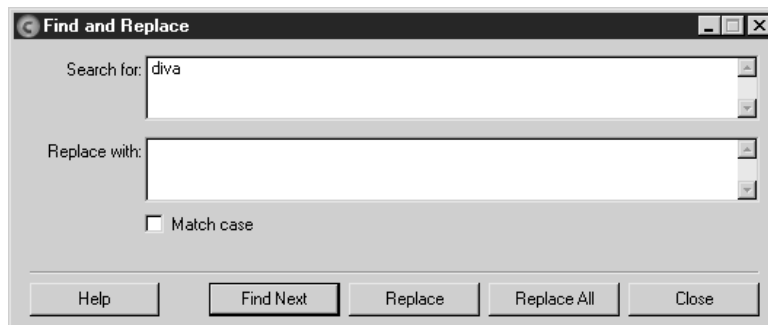 Find and Replace
Search for: diva
Replace with:
Match case
Help Find Next Replace Replace All Close